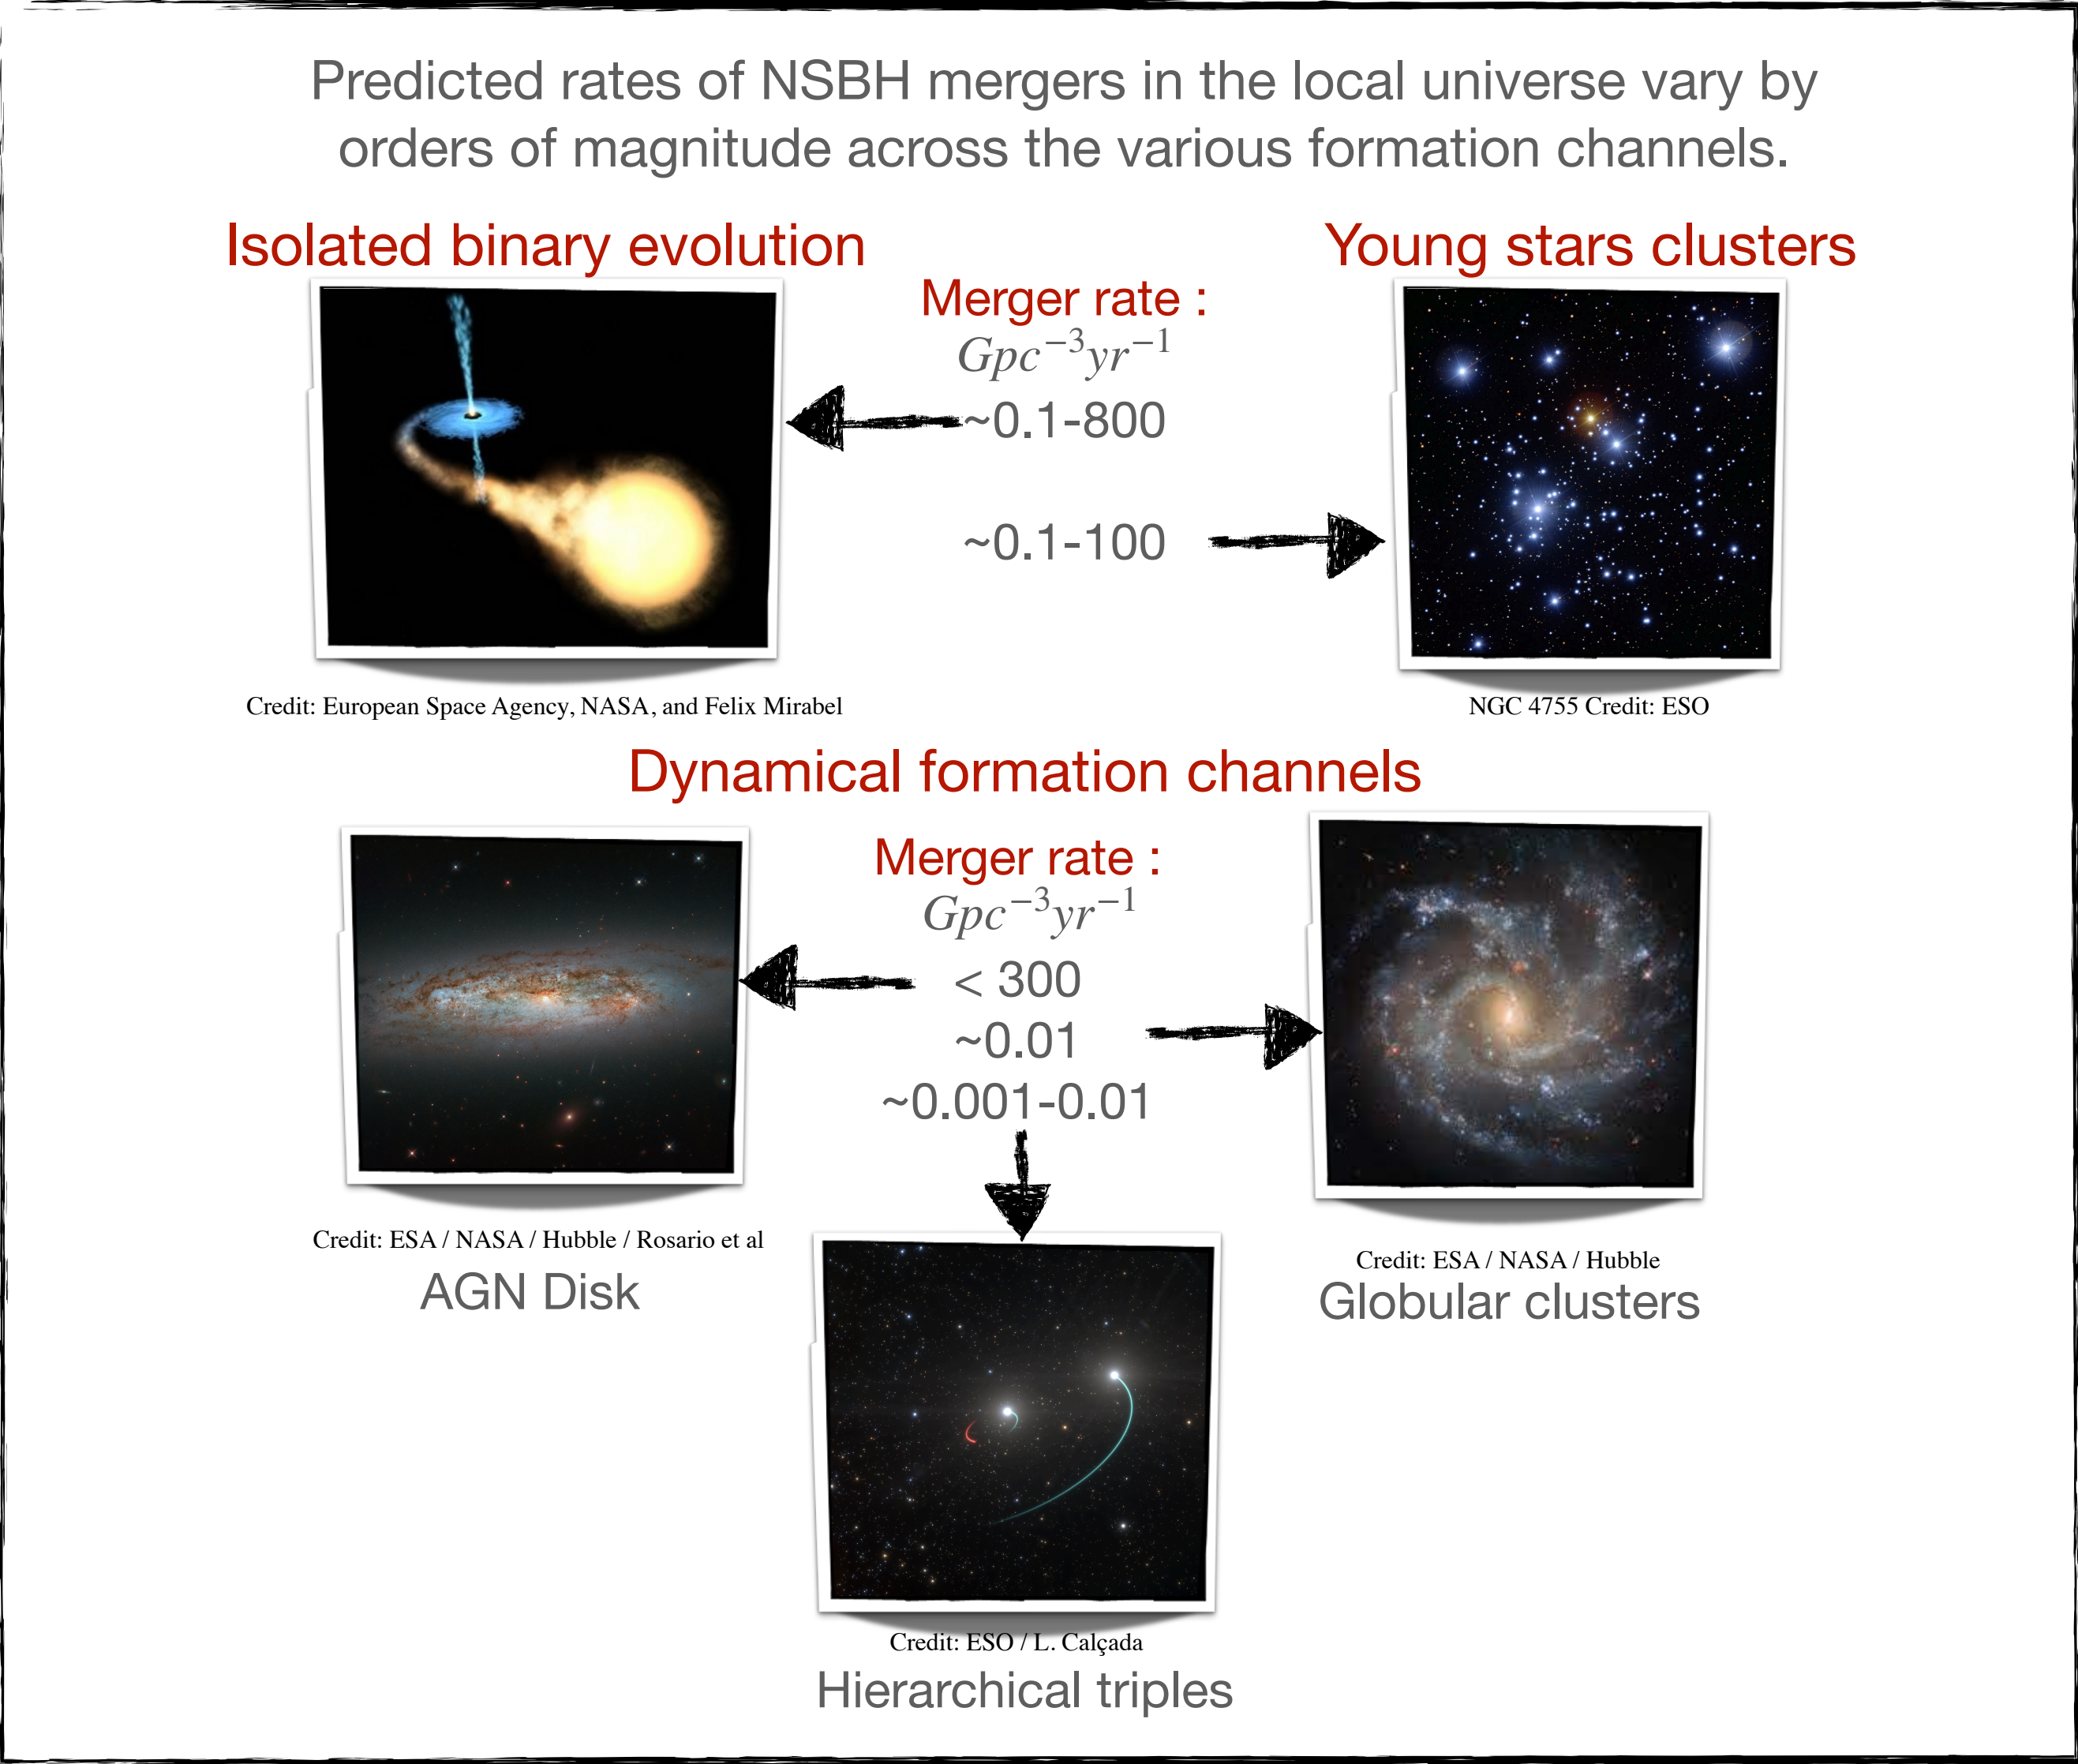 Predicted rates of NSBH mergers in the local universe vary by
orders of magnitude across the various formation channels.
Isolated binary evolution
Young stars clusters
Merger rate :
Gpc⁻³yr⁻¹
~0.1-800
~0.1-100
Credit: European Space Agency, NASA, and Felix Mirabel
NGC 4755 Credit: ESO
Dynamical formation channels
Merger rate :
Gpc⁻³yr⁻¹
< 300
~0.01
~0.001-0.01
Credit: ESA / NASA / Hubble / Rosario et al
AGN Disk
Credit: ESA / NASA / Hubble
Globular clusters
Credit: ESO / L. Calçada
Hierarchical triples